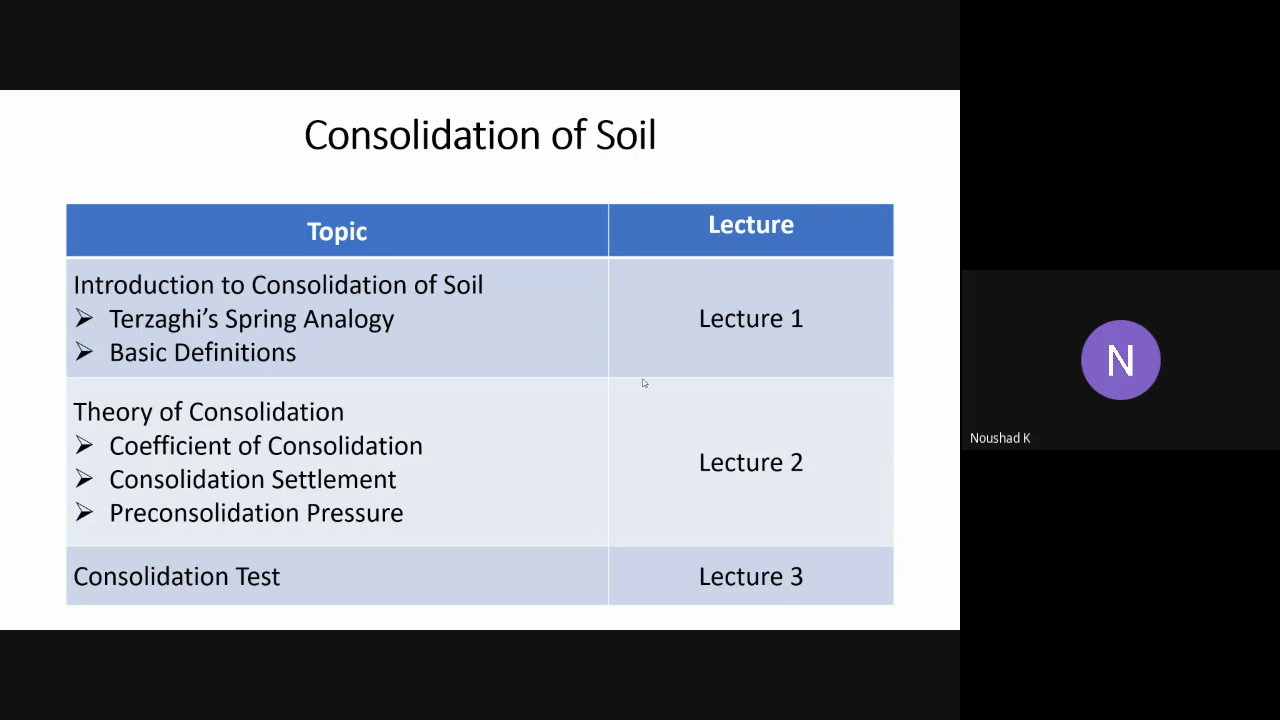 Consolidation of Soil
Topic
Lecture
Introduction to Consolidation of Soil
➢ Terzaghi’s Spring Analogy
➢ Basic Definitions
Lecture 1
Theory of Consolidation
➢ Coefficient of Consolidation
➢ Consolidation Settlement
➢ Preconsolidation Pressure
Lecture 2
Consolidation Test
Lecture 3
N
Noushad K